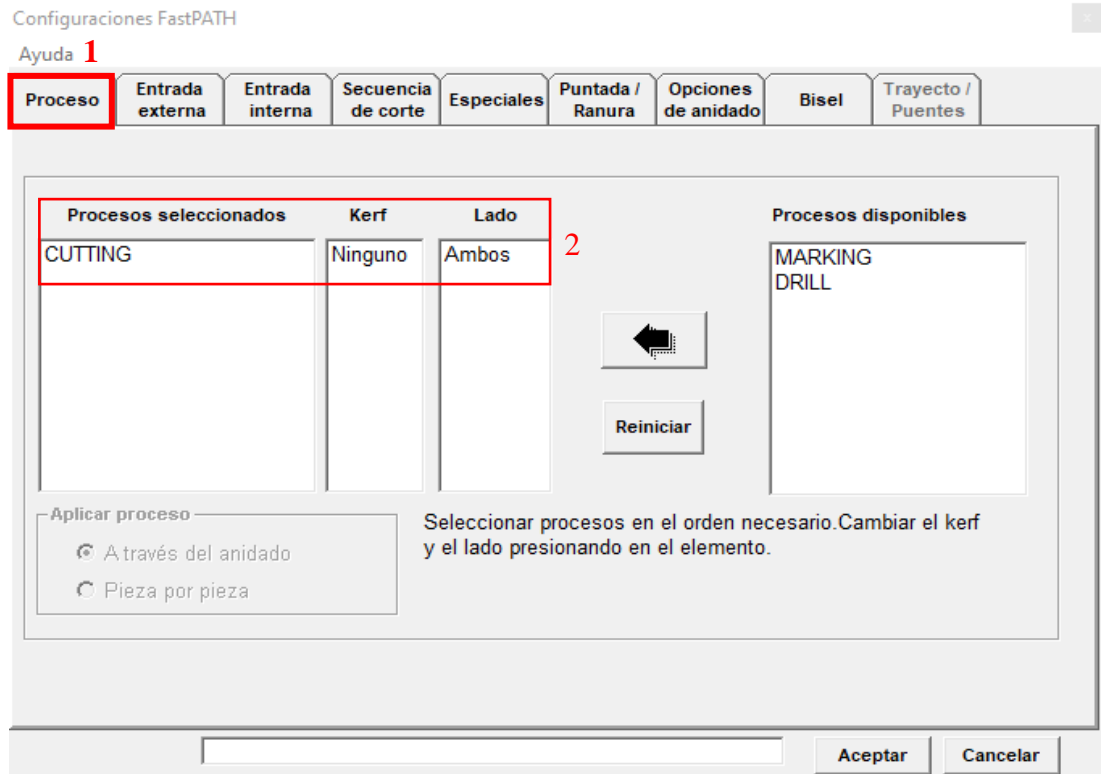 Configuraciones FastPATH
x
Ayuda 1
Proceso
Entrada
externa
Entrada
interna
Secuencia
de corte
Especiales
Puntada /
Ranura
Opciones
de anidado
Bisel
Trayecto /
Puentes
Procesos seleccionados Kerf Lado Procesos disponibles
CUTTING Ninguno Ambos 2 MARKING
DRILL
Reiniciar
Aplicar proceso
A través del anidado
Pieza por pieza
Seleccionar procesos en el orden necesario.Cambiar el kerf
y el lado presionando en el elemento.
Aceptar Cancelar